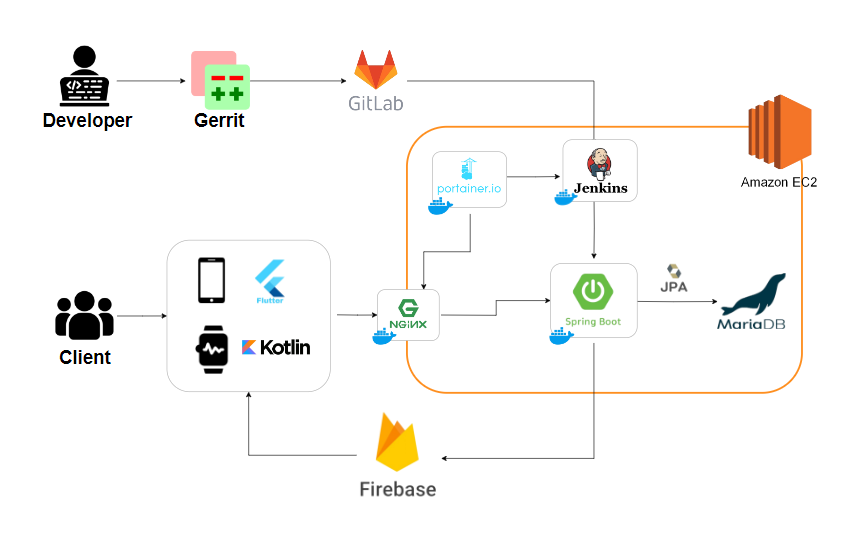 Developer
Gerrit
GitLab
Amazon EC2
portainer.io
Jenkins
Flutter
Kotlin
Client
NGiNX
Spring Boot
JPA
MariaDB
Firebase